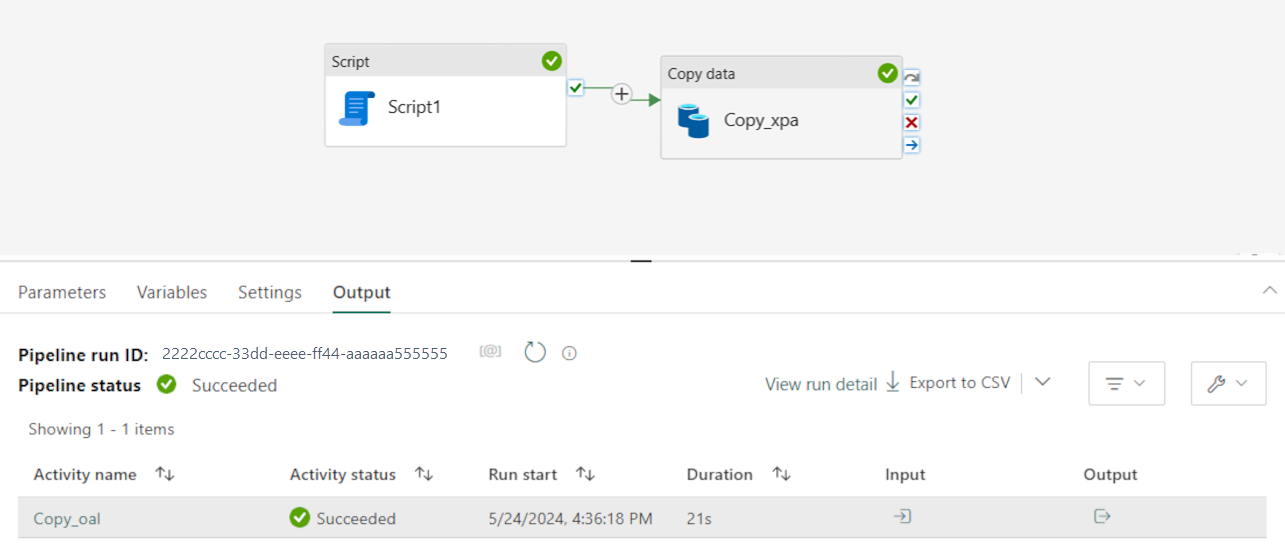 Script
Script1
Copy data
Copy_xpa
Parameters Variables Settings Output
Pipeline run ID: 2222cccc-33dd-eeee-ff44-aaaaaa555555 [@]
Pipeline status Succeeded
View run detail Export to CSV
Showing 1 - 1 items
Activity name Activity status Run start Duration Input Output
Copy_oal Succeeded 5/24/2024, 4:36:18 PM 21s